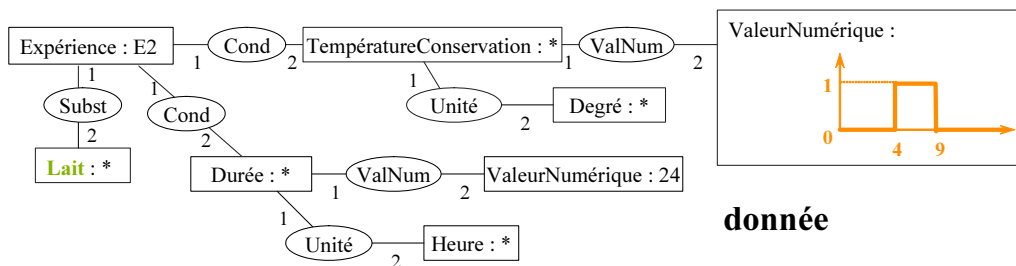 Expérience : E2
1
Cond
2
TempératureConservation : *
1
ValNum
2
ValeurNumérique :
1
0
4
9
1
Subst
2
Lait : *
1
Cond
2
1
Unité
2
Degré : *
Durée : *
1
ValNum
2
ValeurNumérique : 24
1
Unité
2
Heure : *
donnée